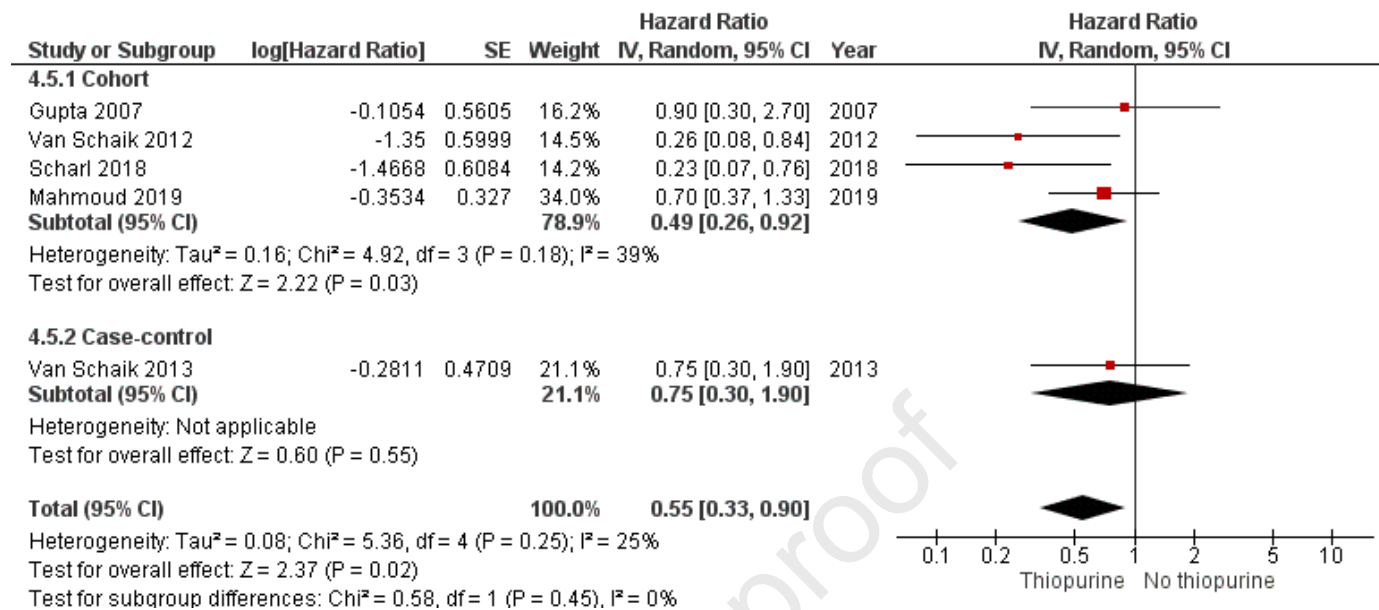 Hazard Ratio Hazard Ratio
Study or Subgroup log[Hazard Ratio] SE Weight IV, Random, 95% CI Year IV, Random, 95% CI
4.5.1 Cohort
Gupta 2007 -0.1054 0.5605 16.2% 0.90 [0.30, 2.70] 2007
Van Schaik 2012 -1.35 0.5999 14.5% 0.26 [0.08, 0.84] 2012
Scharl 2018 -1.4668 0.6084 14.2% 0.23 [0.07, 0.76] 2018
Mahmoud 2019 -0.3534 0.327 34.0% 0.70 [0.37, 1.33] 2019
Subtotal (95% CI) 78.9% 0.49 [0.26, 0.92]
Heterogeneity: Tau² = 0.16; Chi² = 4.92, df = 3 (P = 0.18); I² = 39%
Test for overall effect: Z = 2.22 (P = 0.03)
4.5.2 Case-control
Van Schaik 2013 -0.2811 0.4709 21.1% 0.75 [0.30, 1.90] 2013
Subtotal (95% CI) 21.1% 0.75 [0.30, 1.90]
Heterogeneity: Not applicable
Test for overall effect: Z = 0.60 (P = 0.55)
Total (95% CI) 100.0% 0.55 [0.33, 0.90]
Heterogeneity: Tau² = 0.08; Chi² = 5.36, df = 4 (P = 0.25); I² = 25%
Test for overall effect: Z = 2.37 (P = 0.02)
Test for subgroup differences: Chi² = 0.58, df = 1 (P = 0.45), I² = 0%
0.1 0.2 0.5 1 2 5 10
Thiopurine No thiopurine
proof